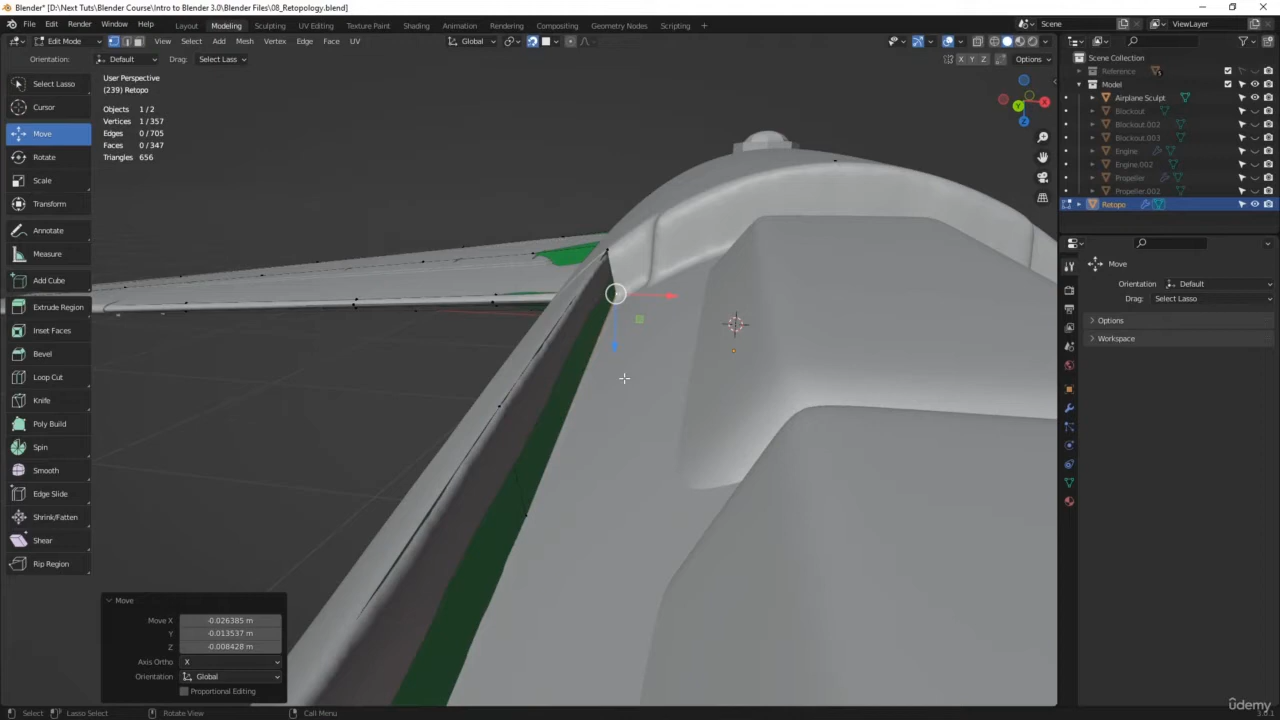 Blender* [D:\Next Tuts\Blender Course\Intro to Blender 3.0\Blender Files\08_Retopology.blend]
File Edit Render Window Help Layout Modeling Sculpting UV Editing Texture Paint Shading Animation Rendering Compositing Geometry Nodes Scripting + Scene ViewLayer
Edit Mode View Select Add Mesh Vertex Edge Face UV Global
Orientation: Default Drag: Select Lasso X Y Z Options
Select Lasso
Cursor
Move
Rotate
Scale
Transform
Annotate
Measure
Add Cube
Extrude Region
Inset Faces
Bevel
Loop Cut
Knife
Poly Build
Spin
Smooth
Edge Slide
Shrink/Fatten
Shear
Rip Region
User Perspective
(239) Retopo
Objects 1/2
Vertices 1/357
Edges 0/705
Faces 0/347
Triangles 656
X
Y
Z
Move
Move X -0.026385 m
Y -0.013537 m
Z -0.008428 m
Axis Ortho X
Orientation Global
Proportional Editing
Scene Collection
Reference
Model
Airplane Sculpt
Blockout
Blockout.002
Blockout.003
Engine
Engine.002
Propeller
Propeller.002
Retopo
Move
Orientation Default
Drag: Select Lasso
Options
Workspace
Select Lasso Select Rotate View Call Menu
ûdemy
3.0.1